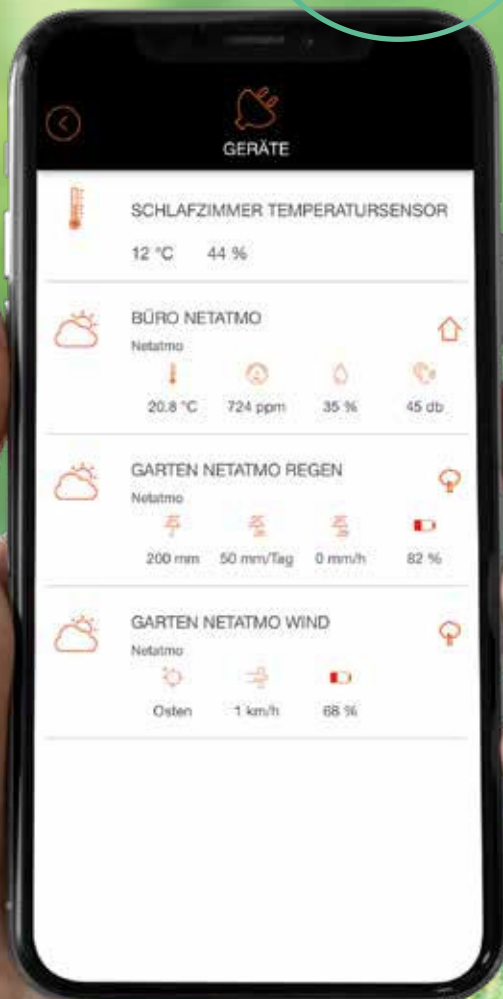 GERÄTE
SCHLAFZIMMER TEMPERATURSENSOR
12 °C 44 %
BÜRO NETATMO
Netatmo
20.8 °C 724 ppm 35 % 45 db
GARTEN NETATMO REGEN
Netatmo
200 mm 50 mm/Tag 0 mm/h 82 %
GARTEN NETATMO WIND
Netatmo
Osten 1 km/h 68 %